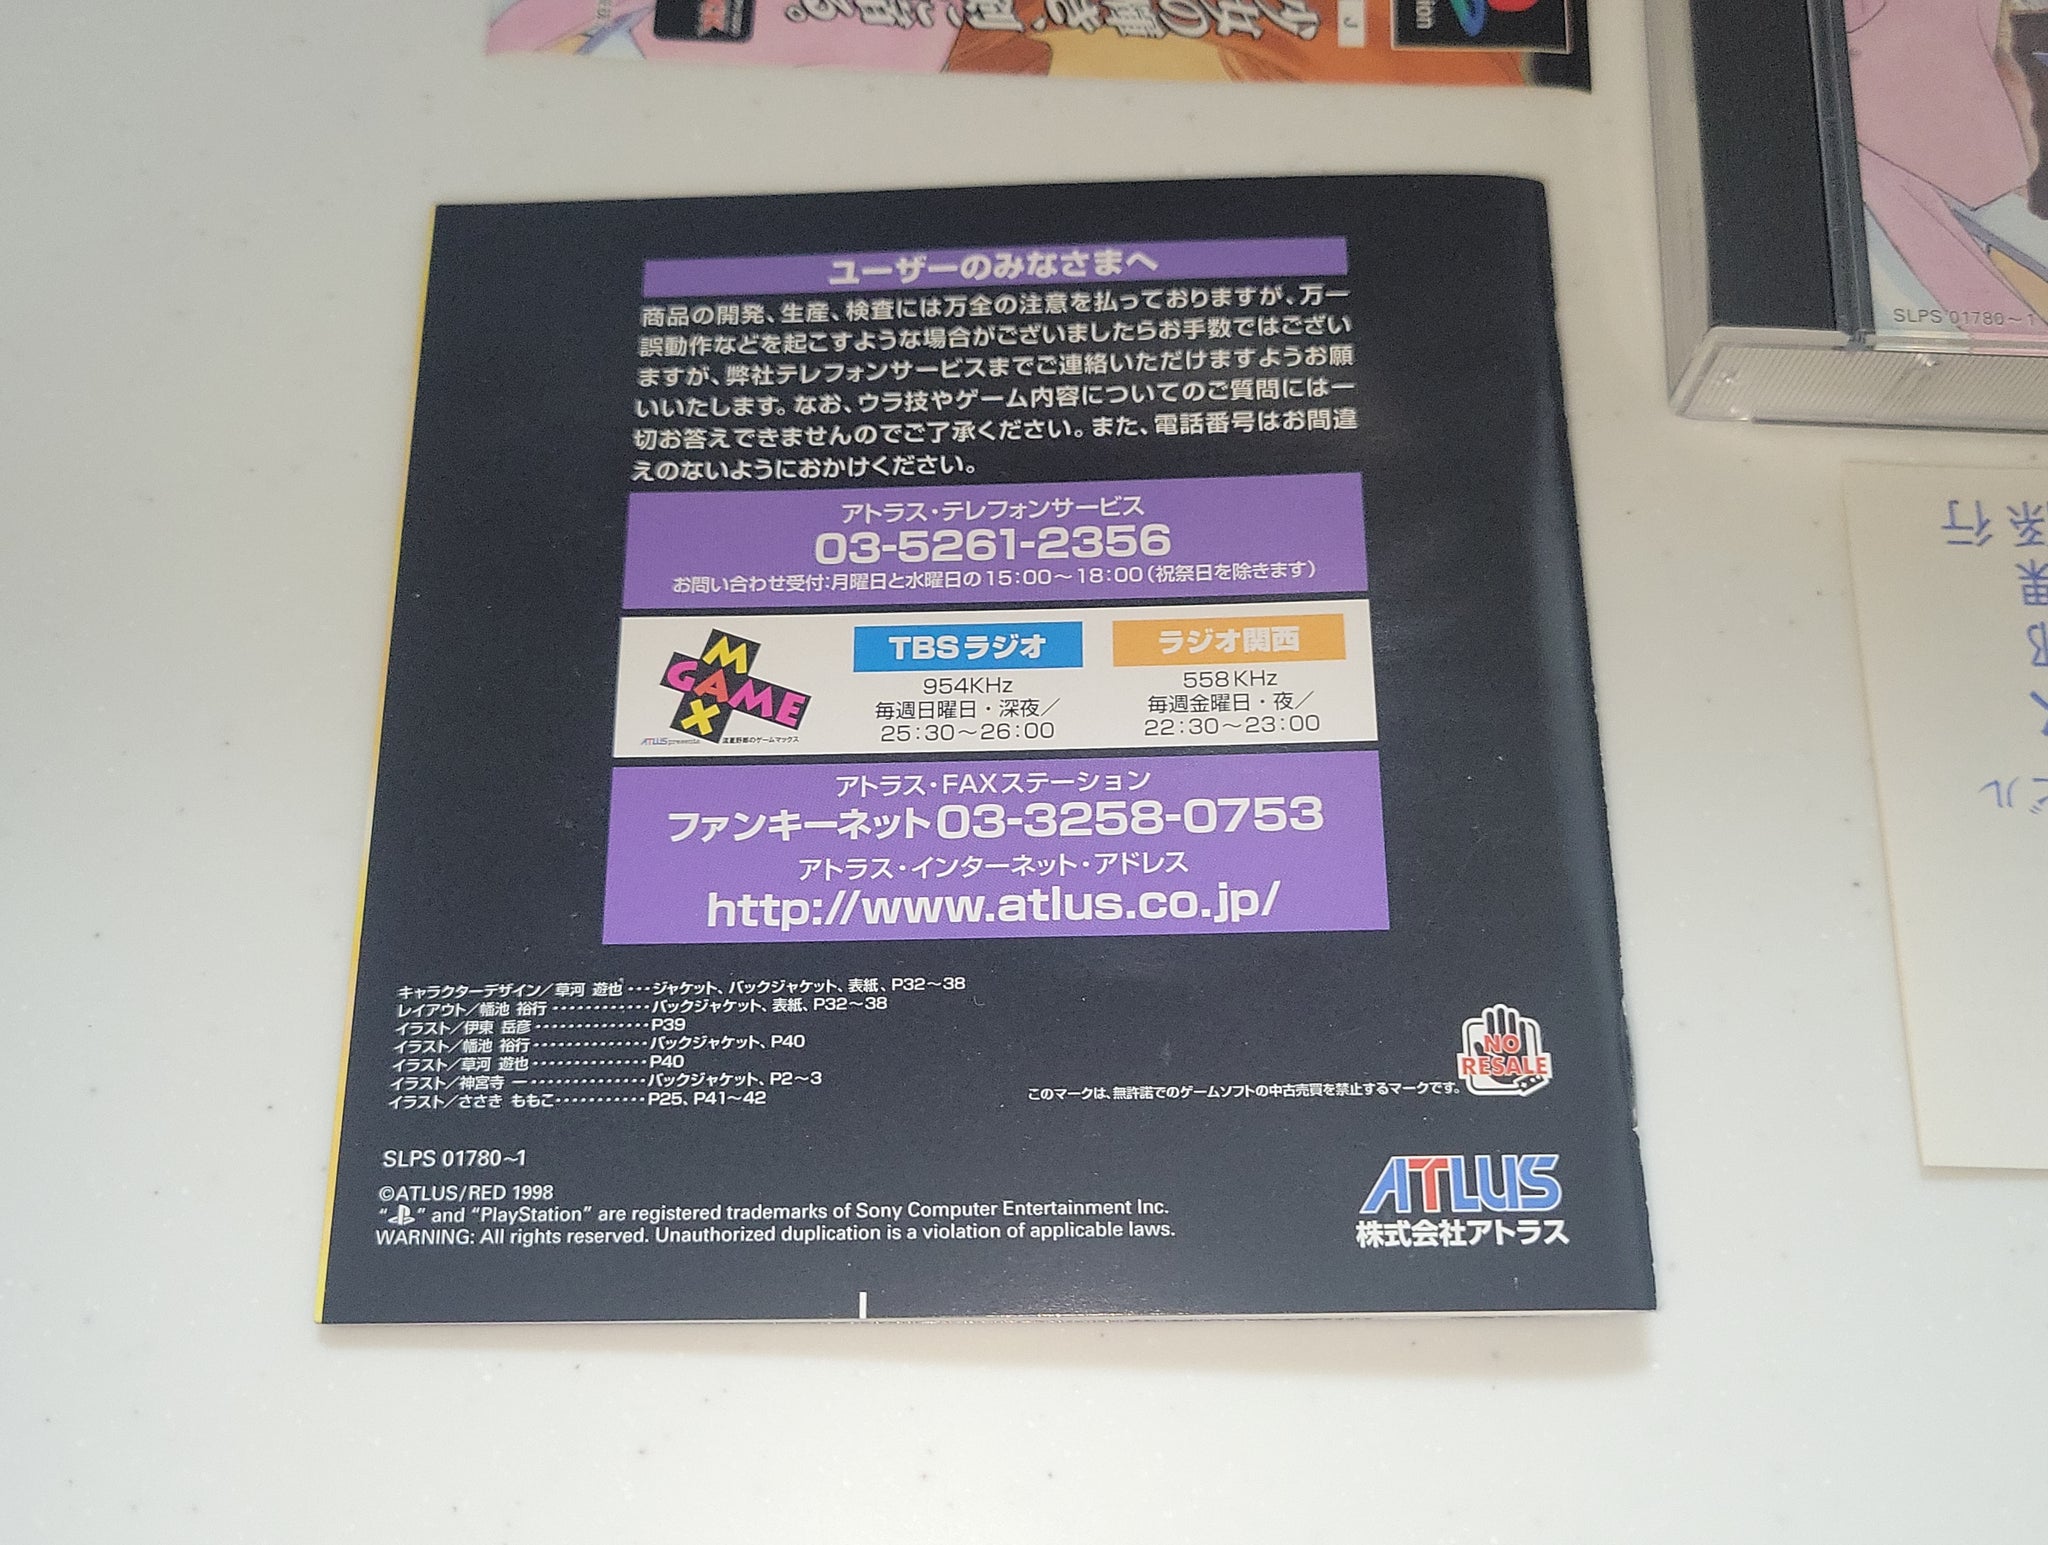 少女の輝き、
SLPS 01780~1
ユーザーのみなさまへ
商品の開発、生産、検査には万全の注意を払っておりますが、万一
誤動作などを起こすような場合がございましたらお手数ではござい
ますが、弊社テレフォンサービスまでご連絡いただけますようお願
いいたします。なお、ウラ技やゲーム内容についてのご質問には一
切お答えできませんのでご了承ください。また、電話番号はお間違
えのないようにおかけください。
アトラス・テレフォンサービス
03-5261-2356
お問い合わせ受付:月曜日と水曜日の15:00~18:00(祝祭日を除きます)
GAME MAX
ATLUS presents
TBSラジオ
954KHz
毎週日曜日・深夜/
25:30~26:00
ラジオ関西
558KHz
毎週金曜日・夜/
22:30~23:00
アトラス・FAXステーション
ファンキーネット03-3258-0753
アトラス・インターネット・アドレス
http://www.atlus.co.jp/
キャラクターデザイン/草河 遊也・・・ジャケット、バックジャケット、表紙、P32~38
レイアウト/幡池 裕行・・・・・・・・・・・・バックジャケット、表紙、P32~38
イラスト/伊東 岳彦・・・・・・・・・・・・・・P39
イラスト/幡池 裕行・・・・・・・・・・・・・・バックジャケット、P40
イラスト/草河 遊也・・・・・・・・・・・・・・P40
イラスト/神宮寺 一・・・・・・・・・・・・・・バックジャケット、P2~3
イラスト/ささき ももこ・・・・・・・・・・・P25、P41~42
NO RESALE
このマークは、無許諾でのゲームソフトの中古売買を禁止するマークです。
SLPS 01780~1
©ATLUS/RED 1998
" " and "PlayStation" are registered trademarks of Sony Computer Entertainment Inc.
WARNING: All rights reserved. Unauthorized duplication is a violation of applicable laws.
ATLUS
株式会社アトラス